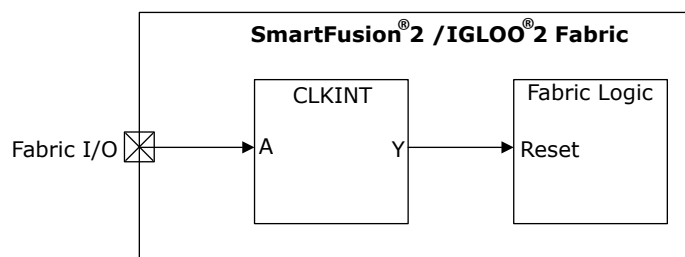 SmartFusion®2 /IGLOO®2 Fabric
CLKINT
Fabric Logic
Fabric I/O
A
Y
Reset